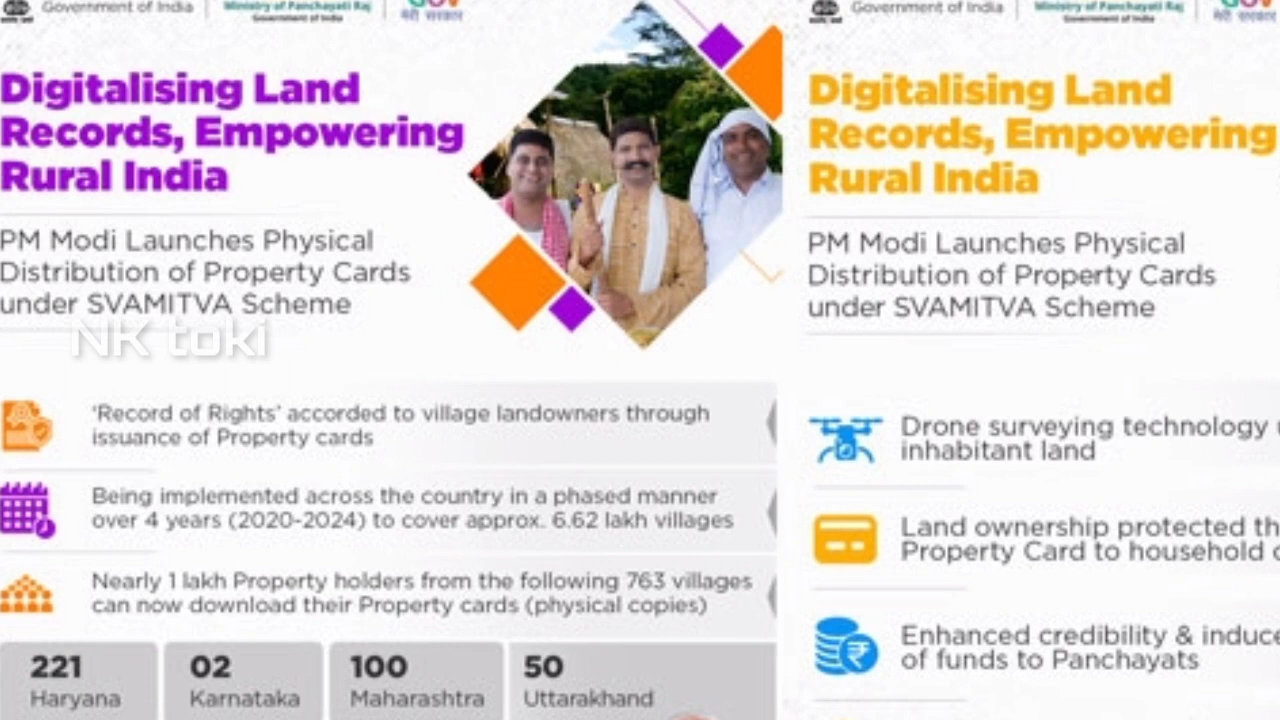 Government of India
Ministry of Panchayati Raj
Government of India
मेरी सरकार
Digitalising Land
Records, Empowering
Rural India
PM Modi Launches Physical
Distribution of Property Cards
under SVAMITVA Scheme
NK toki
'Record of Rights' accorded to village landowners through
issuance of Property cards
Being implemented across the country in a phased manner
over 4 years (2020-2024) to cover approx. 6.62 lakh villages
Nearly 1 lakh Property holders from the following 763 villages
can now download their Property cards (physical copies)
221
Haryana
02
Karnataka
100
Maharashtra
50
Uttarakhand
Government of India
Ministry of Panchayati Raj
Government of India
मेरी सरकार
Digitalising Land
Records, Empowering
Rural India
PM Modi Launches Physical
Distribution of Property Cards
under SVAMITVA Scheme
Drone surveying technology
inhabitant land
Land ownership protected
Property Card to household
Enhanced credibility &
of funds to Panchayats